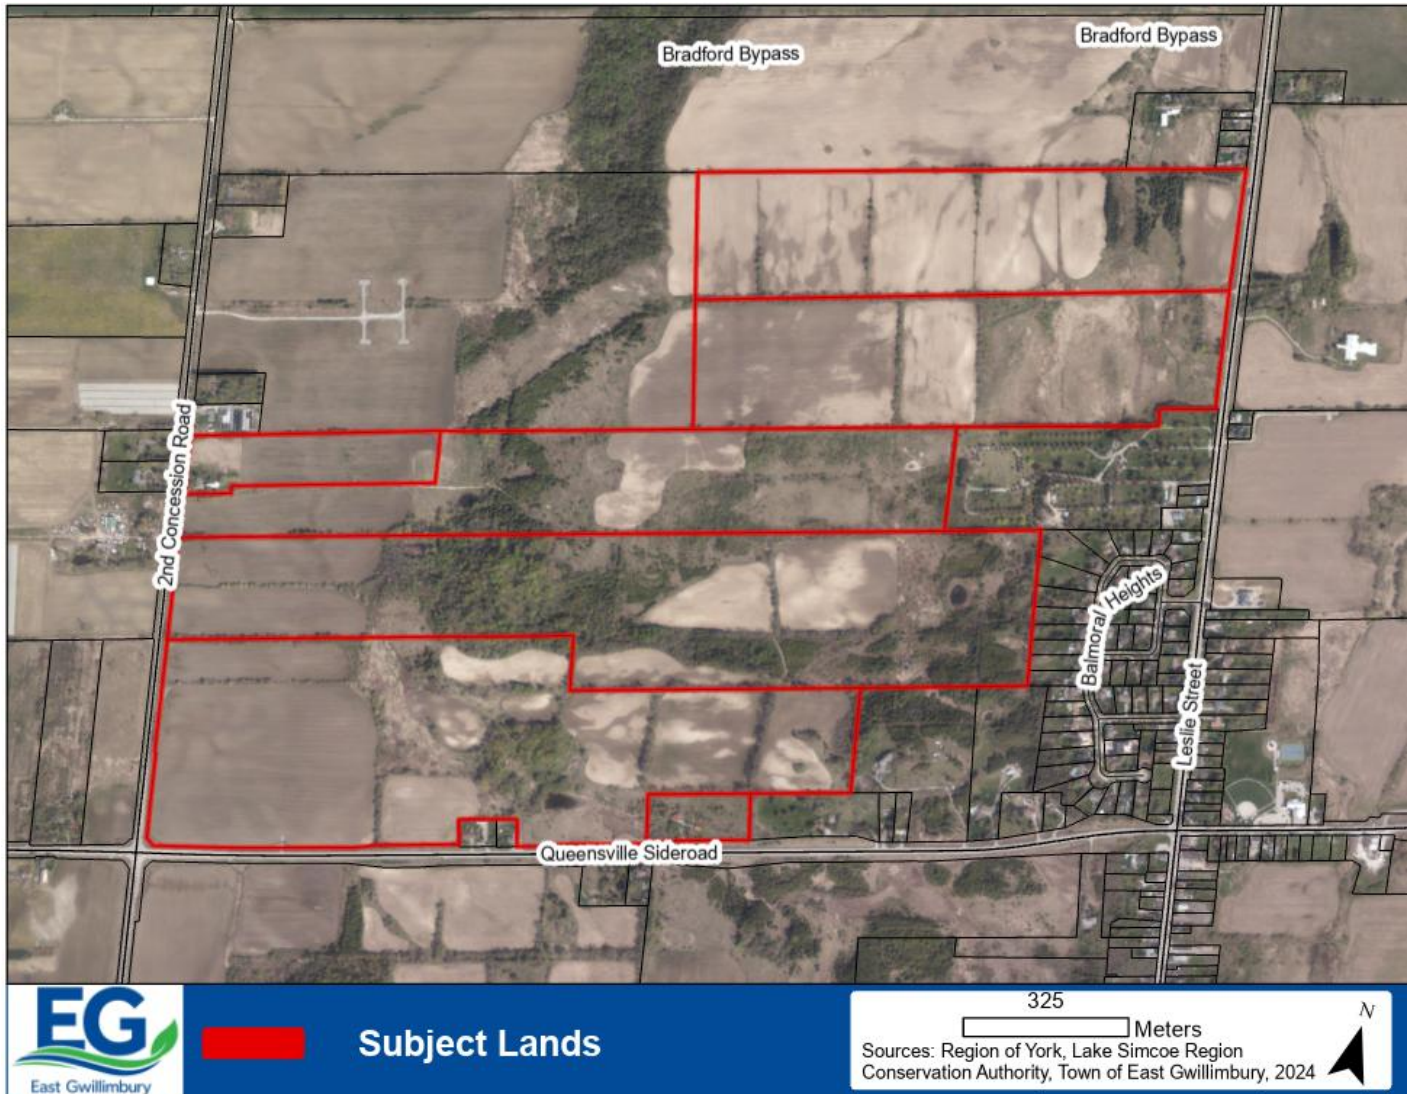 Bradford Bypass
Bradford Bypass
2nd Concession Road
Balmoral Heights
Leslie Street
Queensville Sideroad
EG
East Gwillimbury
Subject Lands
325
Meters
Sources: Region of York, Lake Simcoe Region
Conservation Authority, Town of East Gwillimbury, 2024
N